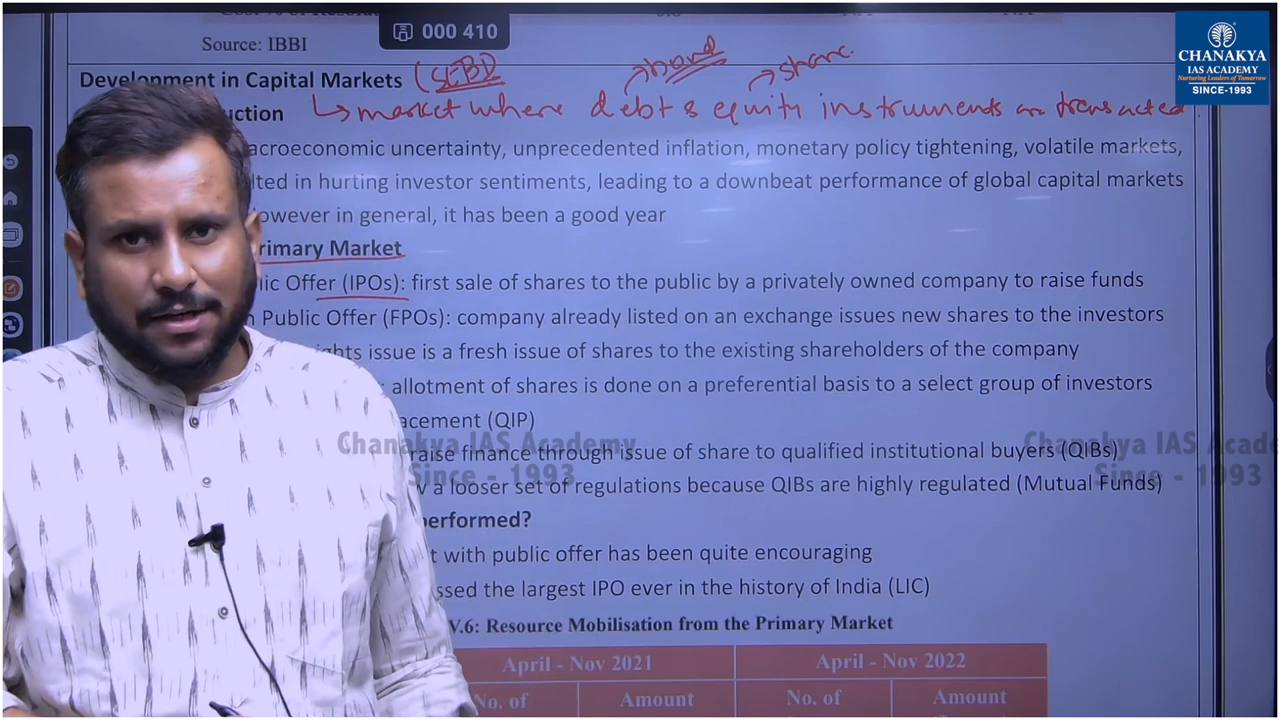 000 410
Source: IBBI
Development in Capital Markets (SEBI)
bond share.
uction ↳ market where debt & equity instruments are transacted
acroeconomic uncertainty, unprecedented inflation, monetary policy tightening, volatile markets,
lted in hurting investor sentiments, leading to a downbeat performance of global capital markets
owever in general, it has been a good year
rimary Market
lic Offer (IPOs): first sale of shares to the public by a privately owned company to raise funds
n Public Offer (FPOs): company already listed on an exchange issues new shares to the investors
ghts issue is a fresh issue of shares to the existing shareholders of the company
: allotment of shares is done on a preferential basis to a select group of investors
acement (QIP)
raise finance through issue of share to qualified institutional buyers (QIBs)
a looser set of regulations because QIBs are highly regulated (Mutual Funds)
performed?
t with public offer has been quite encouraging
ssed the largest IPO ever in the history of India (LIC)
V.6: Resource Mobilisation from the Primary Market
April - Nov 2021 April - Nov 2022
No. of Amount No. of Amount
CHANAKYA
IAS ACADEMY
Nurturing Leaders of Tomorrow
SINCE-1993
Chanakya IAS Academy
Since - 1993
Chanakya IAS Acade
Since - 1993